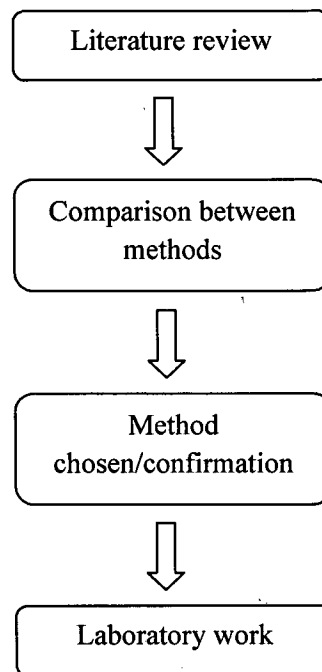 Literature review
Comparison between
methods
Method
chosen/confirmation
Laboratory work